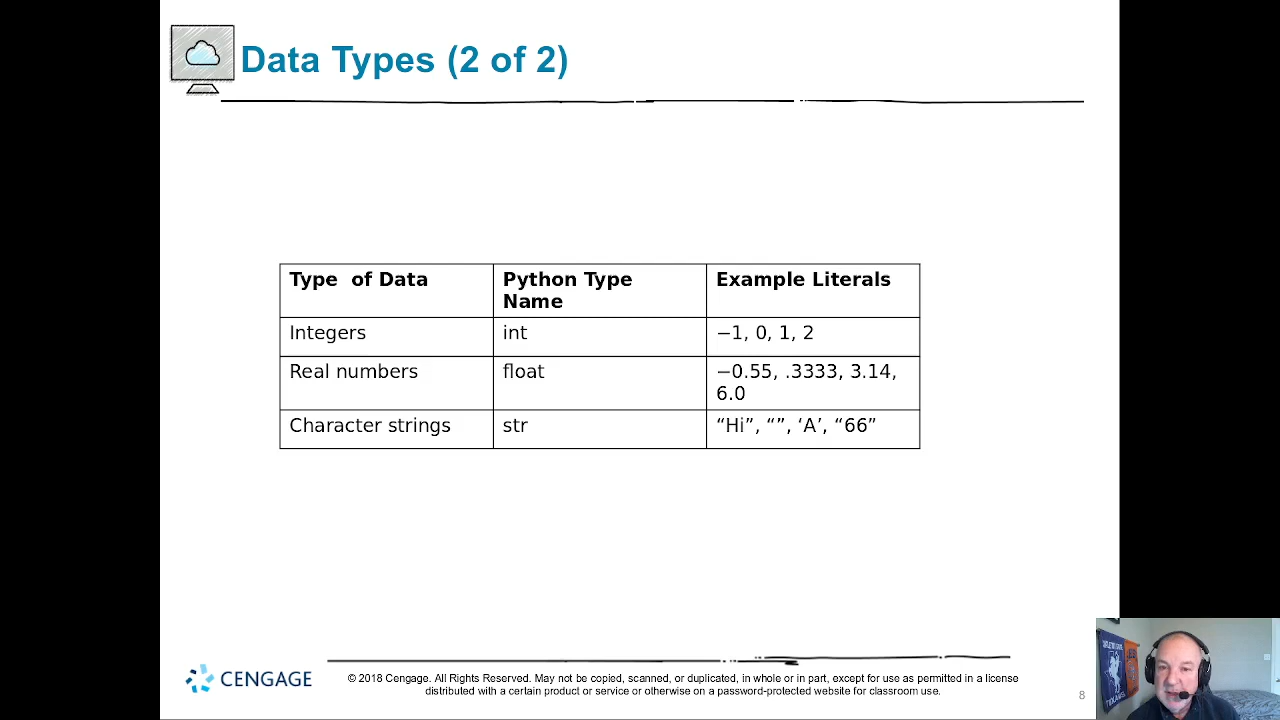 Data Types (2 of 2)
Type  of Data
Python Type
Name
Example Literals
Integers
int
−1, 0, 1, 2
Real numbers
float
−0.55, .3333, 3.14,
6.0
Character strings
str
“Hi”, “”, ‘A’, “66”
CENGAGE
© 2018 Cengage. All Rights Reserved. May not be copied, scanned, or duplicated, in whole or in part, except for use as permitted in a license
distributed with a certain product or service or otherwise on a password-protected website for classroom use.
8